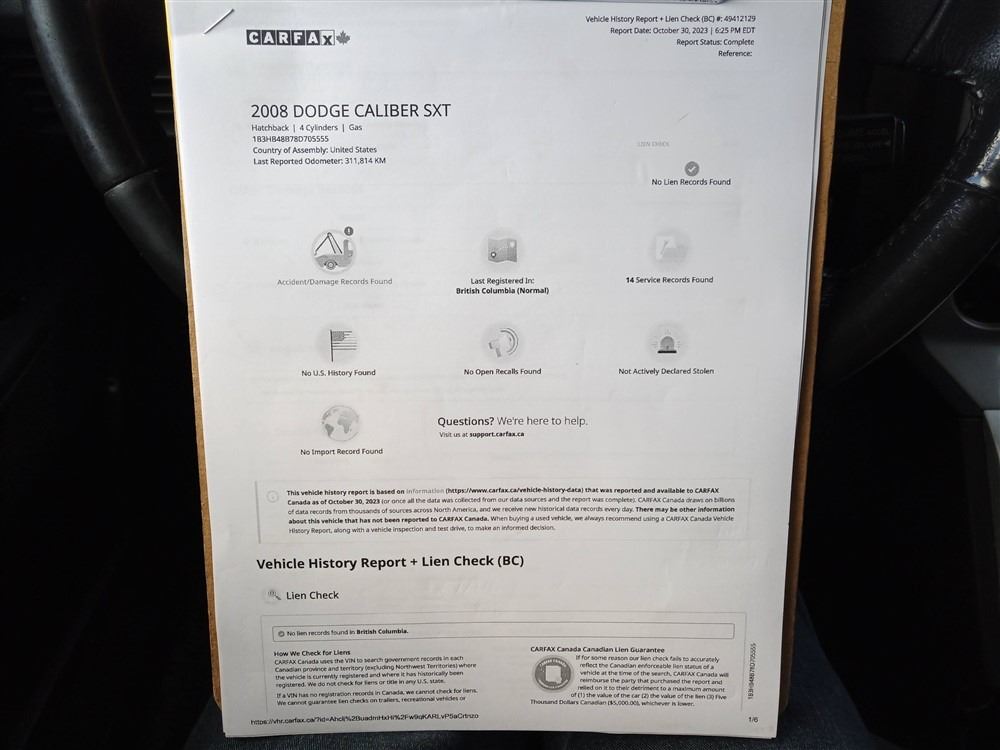 CARFAX
Vehicle History Report + Lien Check (BC) #: 49412129
Report Date: October 30, 2023 | 6:25 PM EDT
Report Status: Complete
Reference:
2008 DODGE CALIBER SXT
Hatchback | 4 Cylinders | Gas
1B3HB48B78D705555
Country of Assembly: United States
Last Reported Odometer: 311,814 KM
LIEN CHECK
No Lien Records Found
Accident/Damage Records Found
Last Registered In:
British Columbia (Normal)
14 Service Records Found
No U.S. History Found
No Open Recalls Found
Not Actively Declared Stolen
No Import Record Found
Questions? We're here to help.
Visit us at support.carfax.ca
This vehicle history report is based on information (https://www.carfax.ca/vehicle-history-data) that was reported and available to CARFAX
Canada as of October 30, 2023 (or once all the data was collected from our data sources and the report was complete). CARFAX Canada draws on billions
of data records from thousands of sources across North America, and we receive new historical data records every day. There may be other information
about this vehicle that has not been reported to CARFAX Canada. When buying a used vehicle, we always recommend using a CARFAX Canada Vehicle
History Report, along with a vehicle inspection and test drive, to make an informed decision.
Vehicle History Report + Lien Check (BC)
Lien Check
No lien records found in British Columbia.
How We Check for Liens
CARFAX Canada uses the VIN to search government records in each
Canadian province and territory (excluding Northwest Territories) where
the vehicle is currently registered and where it has historically been
registered. We do not check for liens or title in any U.S. state.
If a VIN has no registration records in Canada, we cannot check for liens.
We cannot guarantee lien checks on trailers, recreational vehicles or
CARFAX Canada Canadian Lien Guarantee
If for some reason our lien check fails to accurately
reflect the Canadian enforceable lien status of a
vehicle at the time of the search, CARFAX Canada will
reimburse the party that purchased the report and
relied on it to their detriment to a maximum amount
of (1) the value of the car (2) the value of the lien (3) Five
Thousand Dollars Canadian ($5,000.00), whichever is lower.
1B3HB48B78D705555
1/6